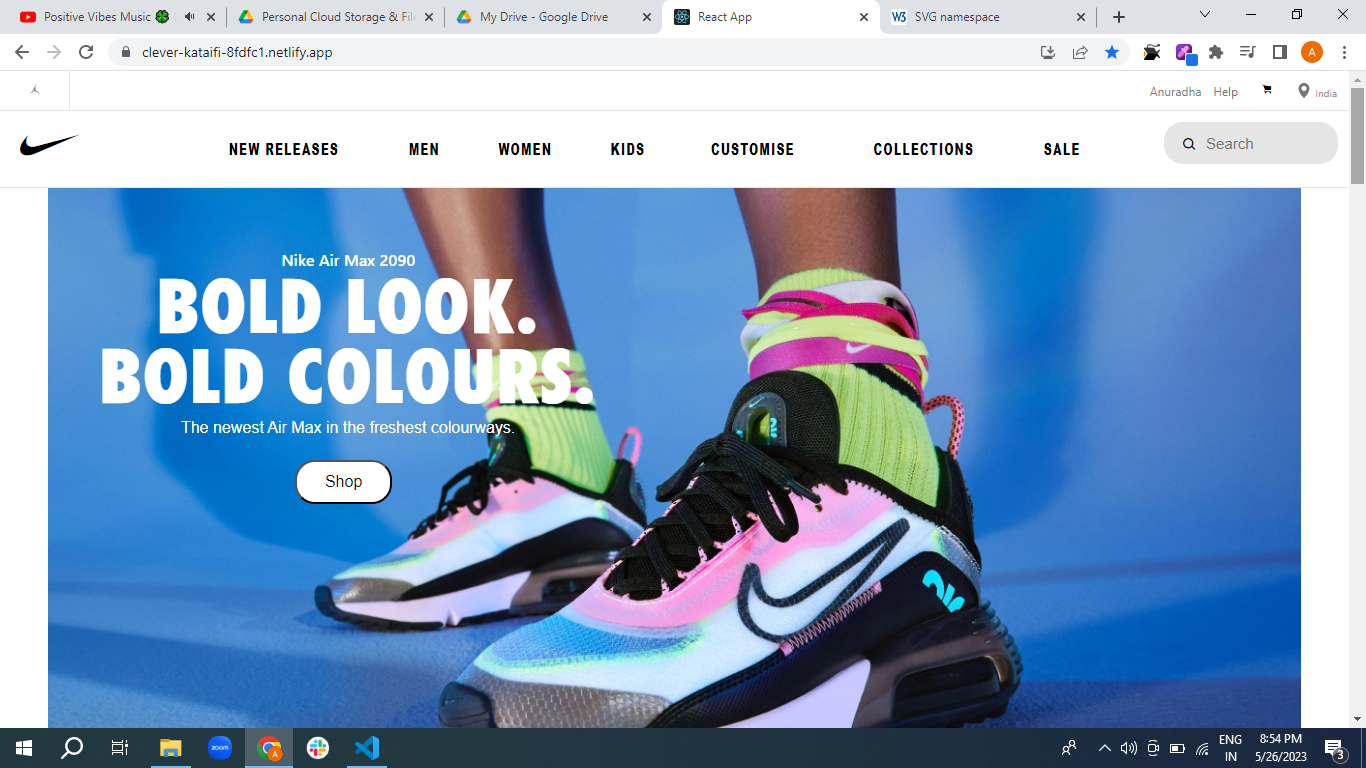 Positive Vibes Music 🍀
Personal Cloud Storage & Fil
My Drive - Google Drive
React App
W3
SVG namespace
clever-kataifi-8fdfc1.netlify.app
A
Anuradha
Help
India
NEW RELEASES
MEN
WOMEN
KIDS
CUSTOMISE
COLLECTIONS
SALE
Search
Nike Air Max 2090
BOLD LOOK.
BOLD COLOURS.
The newest Air Max in the freshest colourways.
Shop
air
zoom
A
ENG
IN
8:54 PM
5/26/2023
3